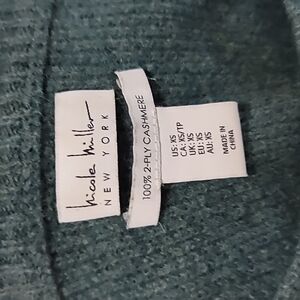 nicole miller
NEW YORK
100% 2-PLY CASHMERE
US: XS
CA: XS/TP
UK: XS
EU: XS
AU: XS
MADE IN
CHINA